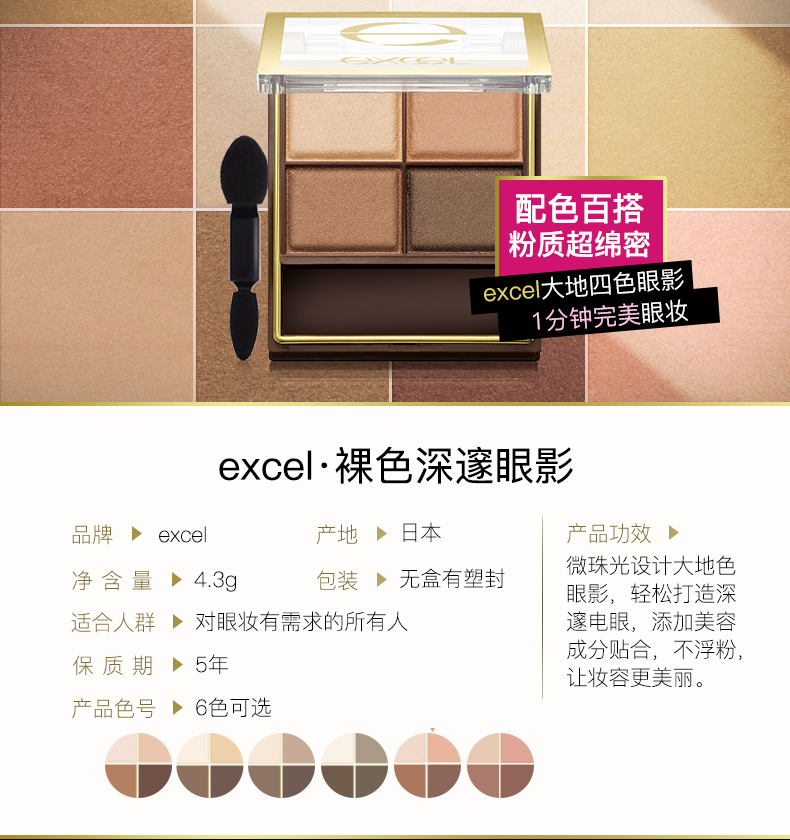 excel
配色百搭
粉质超绵密
excel大地四色眼影
1分钟完美眼妆
excel·裸色深邃眼影
品牌 excel
产地 日本
净含量 4.3g
包装 无盒有塑封
适合人群 对眼妆有需求的所有人
保质期 5年
产品色号 6色可选
产品功效
微珠光设计大地色
眼影，轻松打造深
邃电眼，添加美容
成分贴合，不浮粉，
让妆容更美丽。